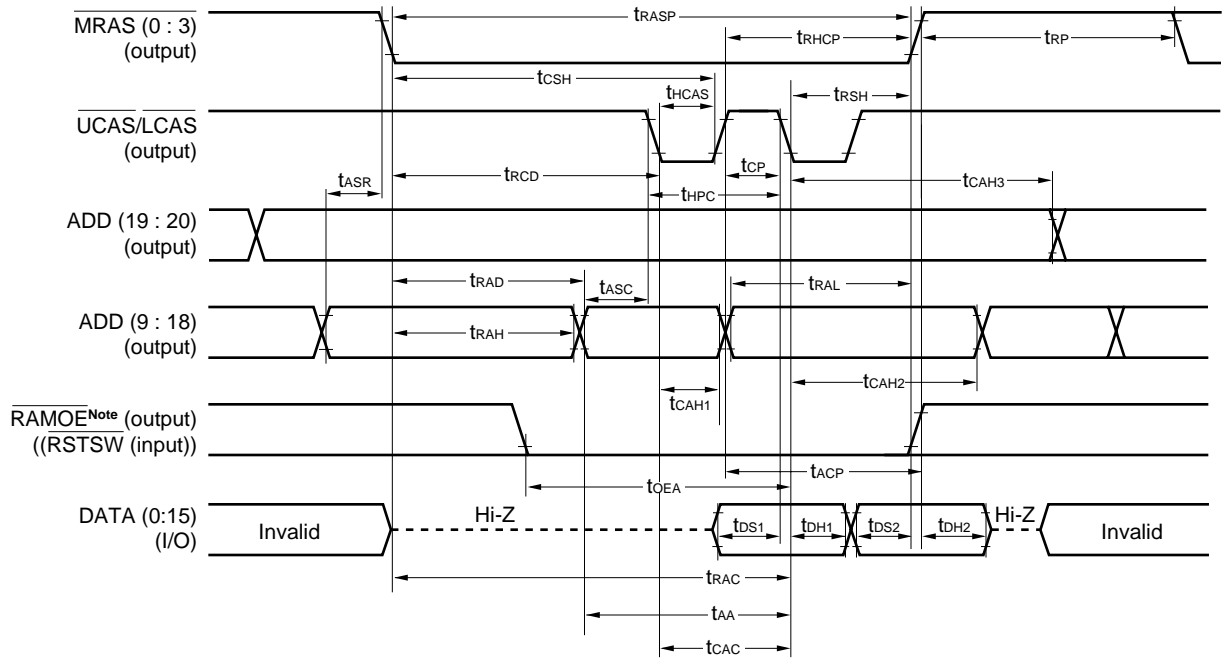 MRAS (0 : 3)
(output)
tRASP
tRHCP
tRP
tCSH
tHCAS
tRSH
UCAS/LCAS
(output)
tASR
tRCD
tCP
tHPC
tCAH3
ADD (19 : 20)
(output)
tRAD
tASC
tRAL
ADD (9 : 18)
(output)
tRAH
tCAH1
tCAH2
RAMOE Note (output)
((RSTSW (input))
tACP
tOEA
DATA (0:15)
(I/O)
Invalid
Hi-Z
tDS1
tDH1
tDS2
tDH2
Hi-Z
Invalid
tRAC
tAA
tCAC